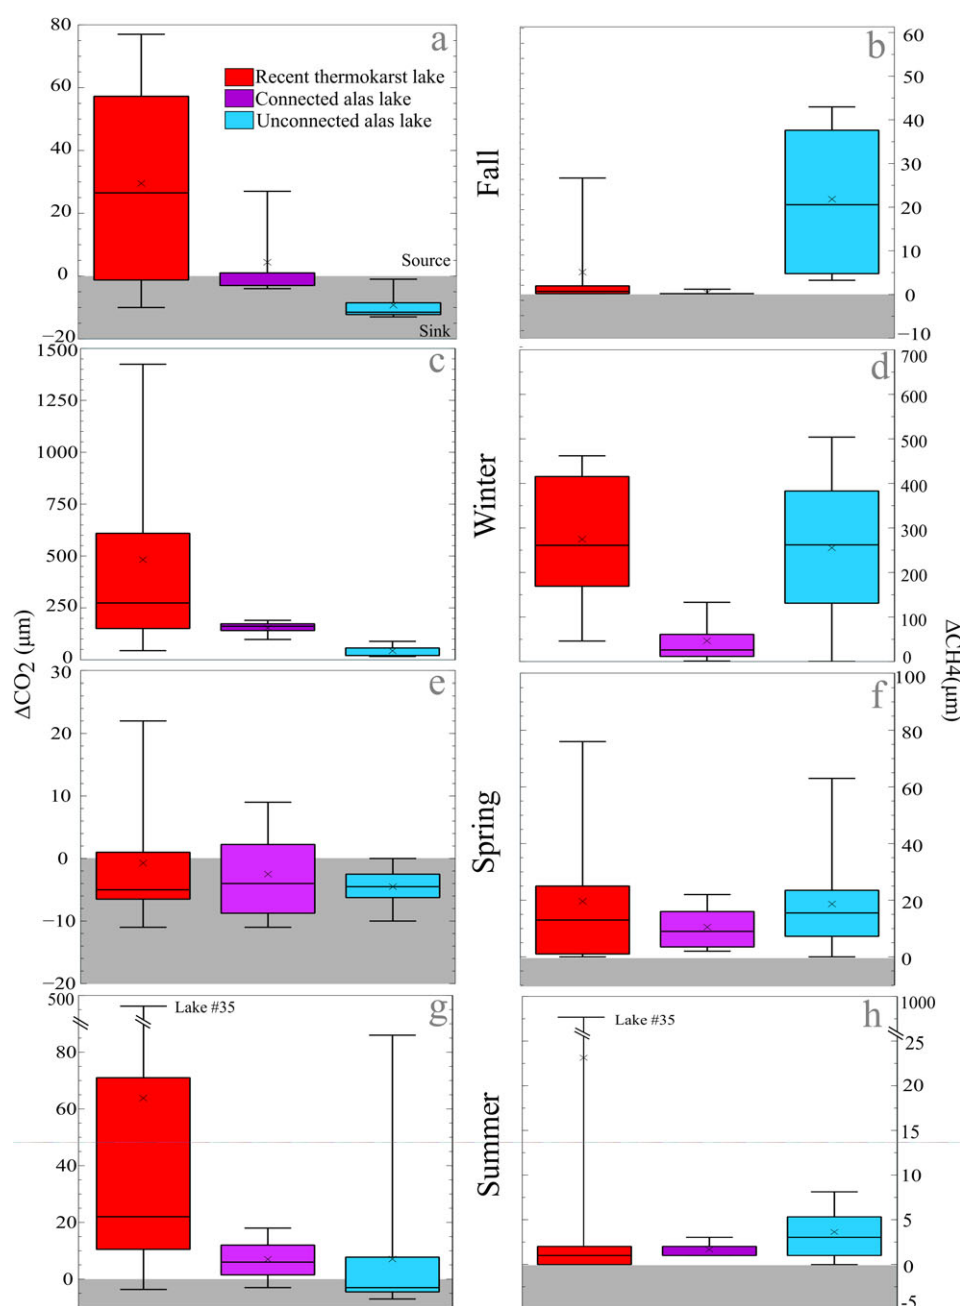 80
60
40
20
0
−20
a
Recent thermokarst lake
Connected alas lake
Unconnected alas lake
Source
Sink
Fall
b
60
50
40
30
20
10
0
−10
1500
1250
1000
750
500
250
0
c
Winter
d
700
600
500
400
300
200
100
0
ΔCO2 (µm)
ΔCH4(µm)
30
20
10
0
−10
−20
e
Spring
f
100
80
60
40
20
0
500
80
60
40
20
0
Lake #35
g
Summer
Lake #35
h
1000
25
20
15
10
5
0
-5